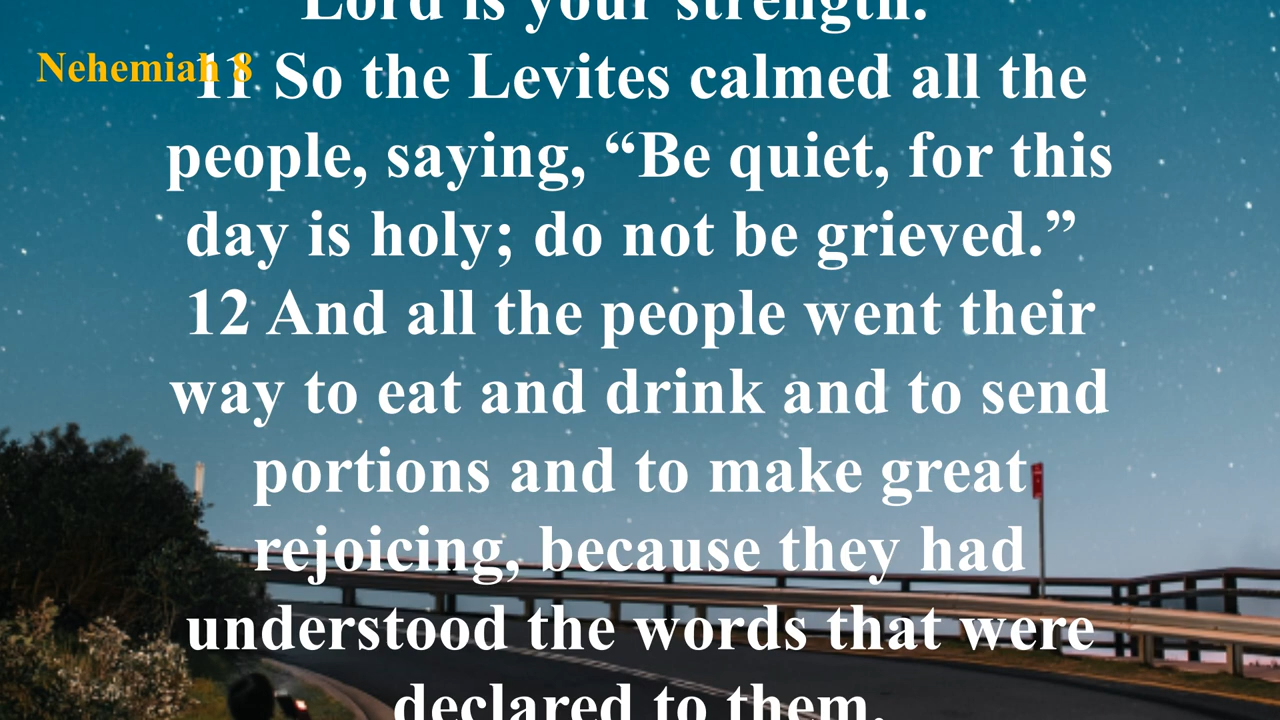 Lord is your strength.”
Nehemiah 8
11 So the Levites calmed all the
people, saying, “Be quiet, for this
day is holy; do not be grieved.”
12 And all the people went their
way to eat and drink and to send
portions and to make great
rejoicing, because they had
understood the words that were
declared to them.